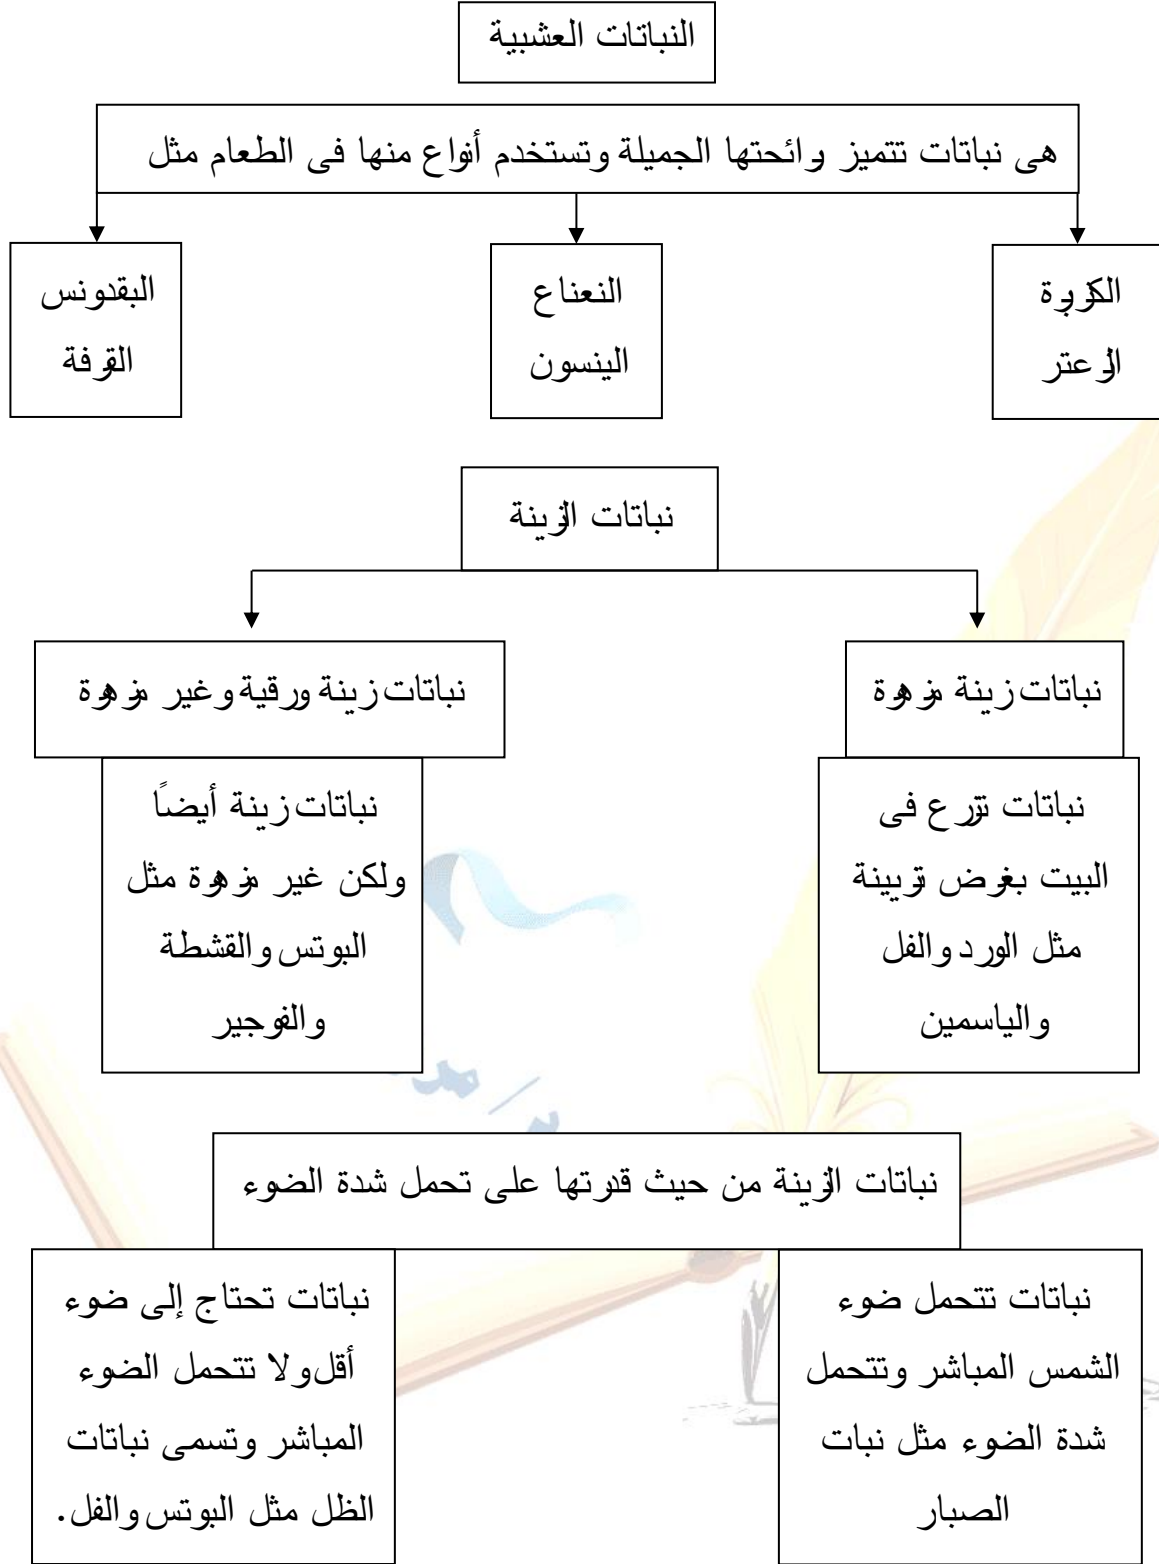 النباتات العشبية
هى نباتات تتميز برائحتها الجميلة وتستخدم أنواع منها فى الطعام مثل
الكزبرة
الزعتر
النعناع
الينسون
البقدونس
القرفة
نباتات الزينة
نباتات زينة مزهرة
نباتات تزرع فى
البيت بغرض تزيينة
مثل الورد والفل
والياسمين
نباتات زينة ورقية وغير مزهرة
نباتات زينة أيضًا
ولكن غير مزهرة مثل
البوتس والقشطة
والفوجير
نباتات الزينة من حيث قدرتها على تحمل شدة الضوء
نباتات تتحمل ضوء
الشمس المباشر وتتحمل
شدة الضوء مثل نبات
الصبار
نباتات تحتاج إلى ضوء
أقل ولا تتحمل الضوء
المباشر وتسمى نباتات
الظل مثل البوتس والفل.